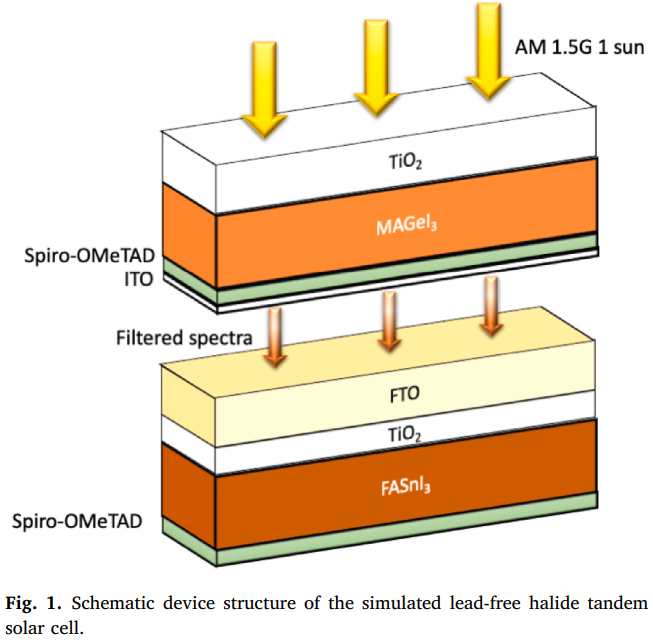 AM 1.5G 1 sun
TiO₂
MAGeI₃
Spiro-OMeTAD
ITO
Filtered spectra
FTO
TiO₂
FASnI₃
Spiro-OMeTAD
Fig. 1. Schematic device structure of the simulated lead-free halide tandem
solar cell.